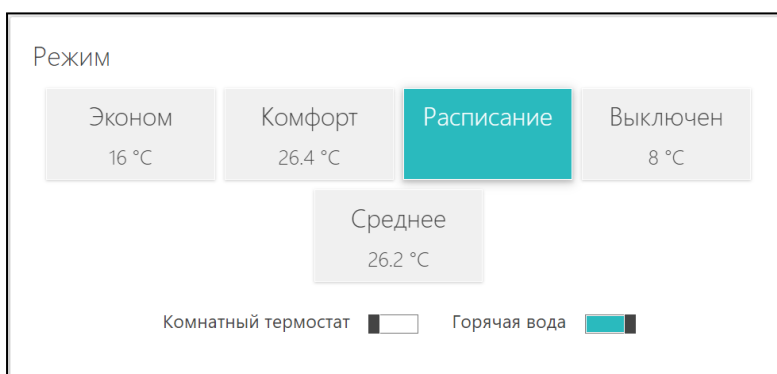 Режим
Эконом Комфорт Расписание Выключен
16 °C 26.4 °C 8 °C
Среднее
26.2 °C
Комнатный термостат Горячая вода